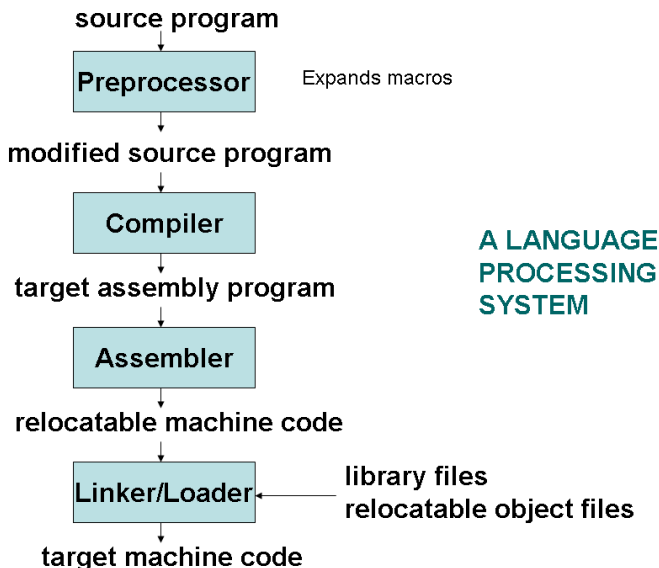 source program
Preprocessor
Expands macros
modified source program
Compiler
A LANGUAGE
PROCESSING
SYSTEM
target assembly program
Assembler
relocatable machine code
Linker/Loader
library files
relocatable object files
target machine code